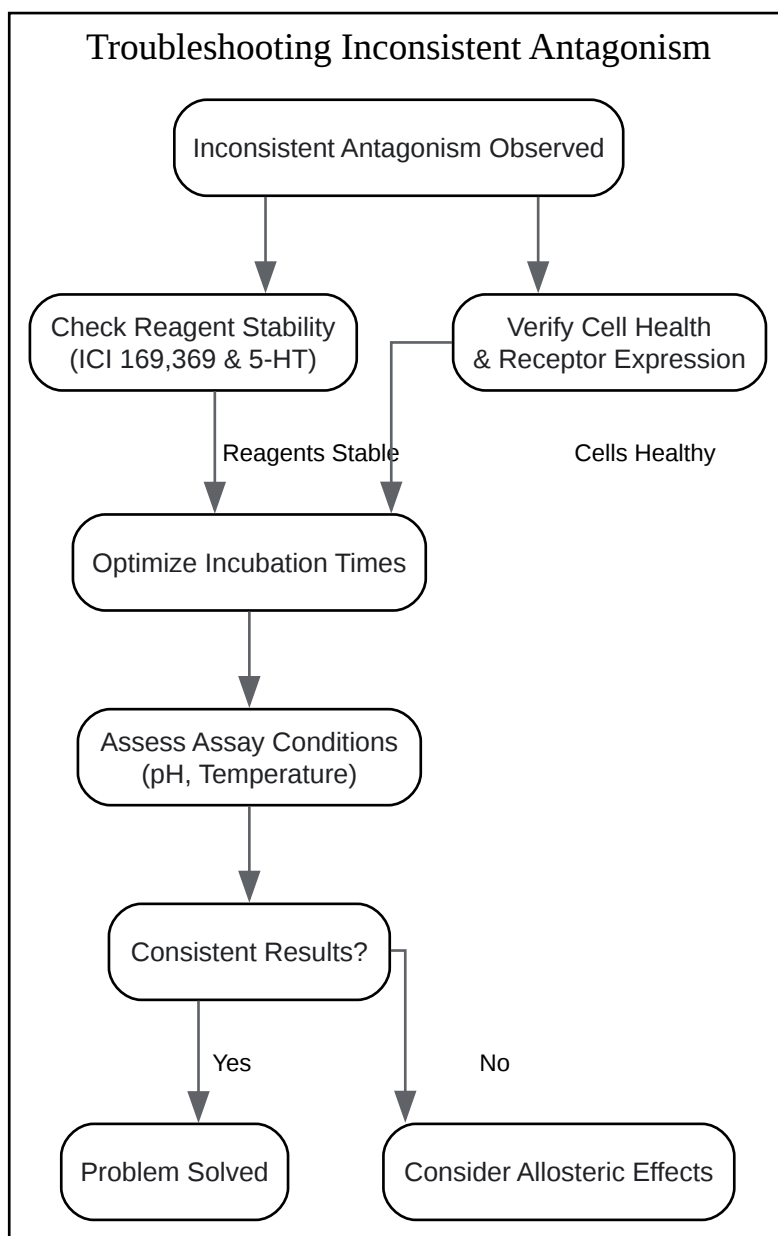 Troubleshooting Inconsistent Antagonism
Inconsistent Antagonism Observed
Check Reagent Stability
(ICI 169,369 & 5-HT)
Verify Cell Health
& Receptor Expression
Reagents Stable
Cells Healthy
Optimize Incubation Times
Assess Assay Conditions
(pH, Temperature)
Consistent Results?
Yes
No
Problem Solved
Consider Allosteric Effects